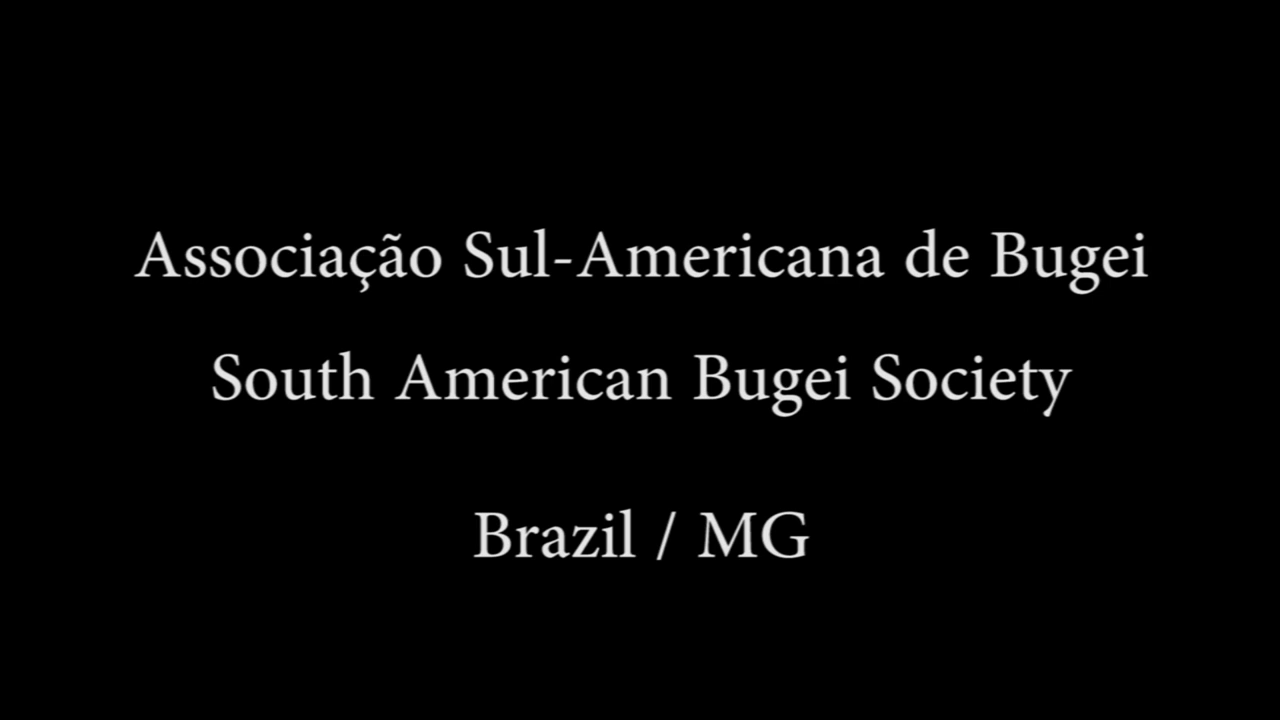 Associação Sul-Americana de Bugei
South American Bugei Society
Brazil / MG